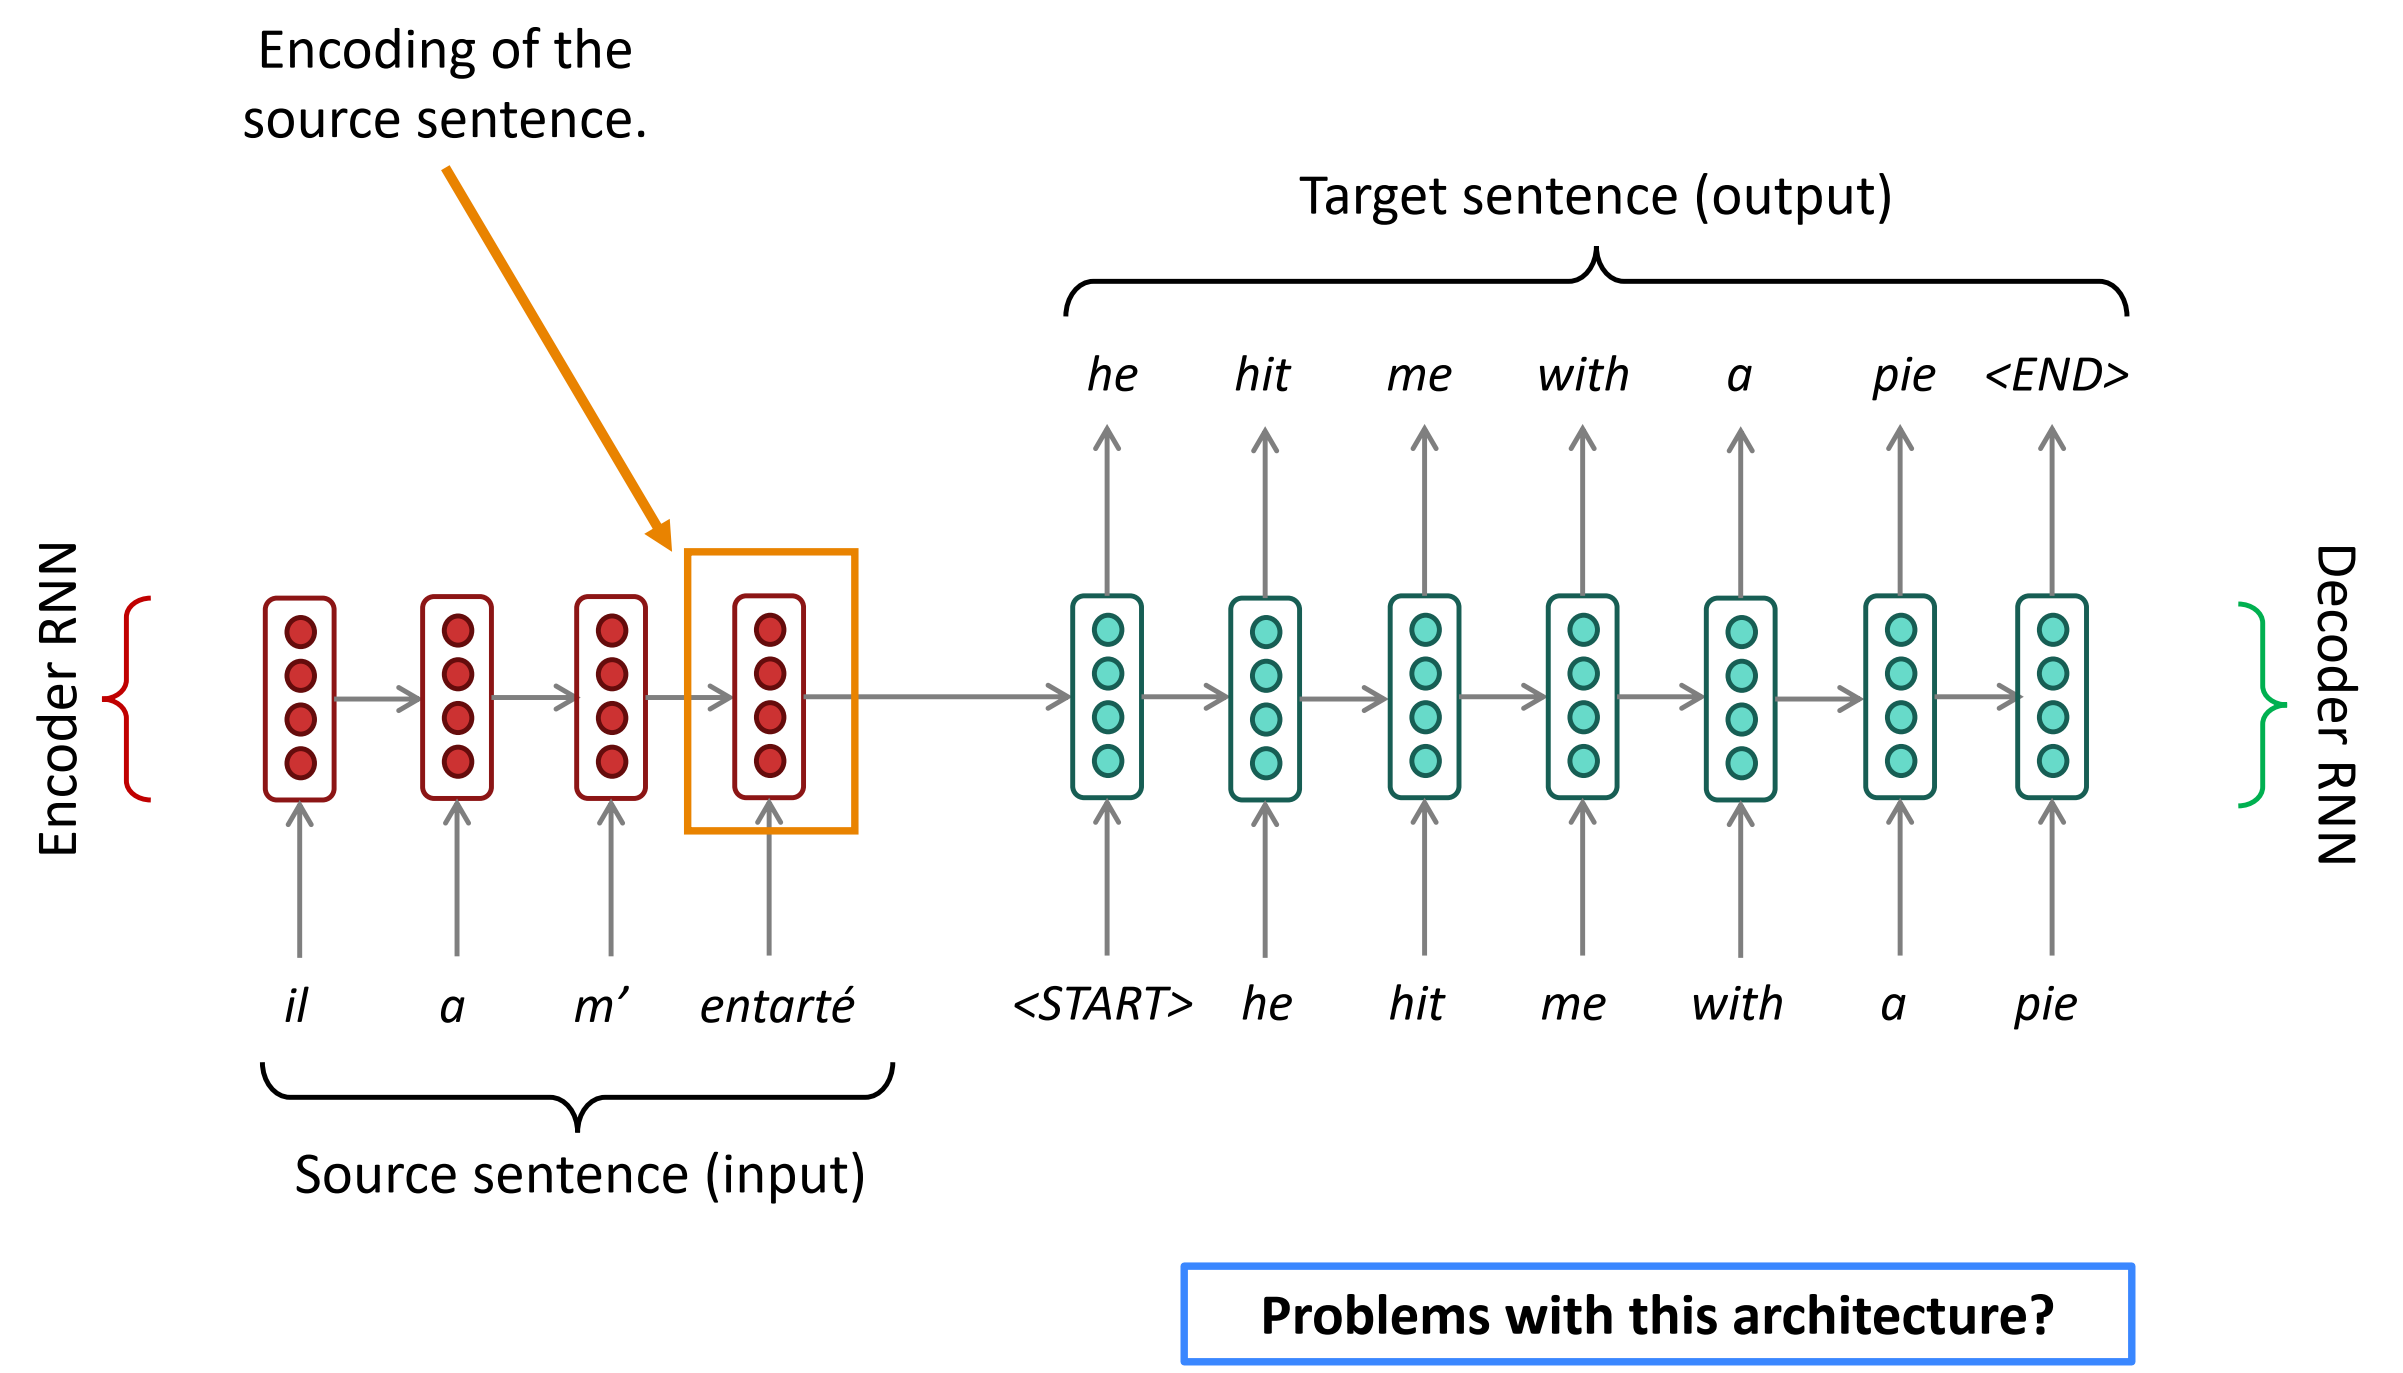 Encoding of the
source sentence.
Target sentence (output)
he hit me with a pie <END>
Encoder RNN
Decoder RNN
il a m’ entarté <START> he hit me with a pie
Source sentence (input)
Problems with this architecture?